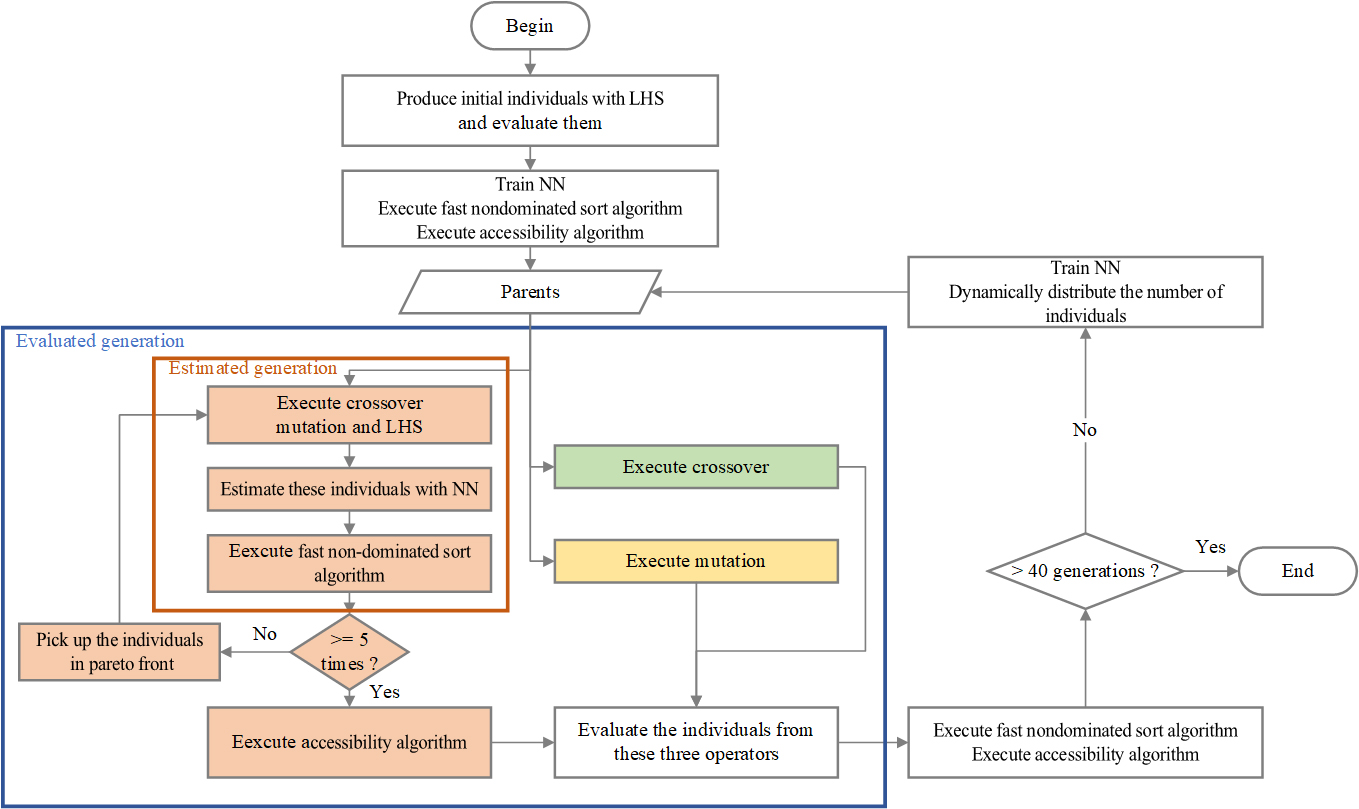 Begin
Produce initial individuals with LHS
and evaluate them
Train NN
Execute fast nondominated sort algorithm
Execute accessibility algorithm
Parents
Train NN
Dynamically distribute the number of
individuals
Evaluated generation
Estimated generation
Execute crossover
mutation and LHS
Estimate these individuals with NN
Eexcute fast non-dominated sort
algorithm
>= 5
times ?
No
Pick up the individuals
in pareto front
Yes
Eexcute accessibility algorithm
Execute crossover
Execute mutation
Evaluate the individuals from
these three operators
Execute fast nondominated sort algorithm
Execute accessibility algorithm
> 40 generations ?
No
Yes
End